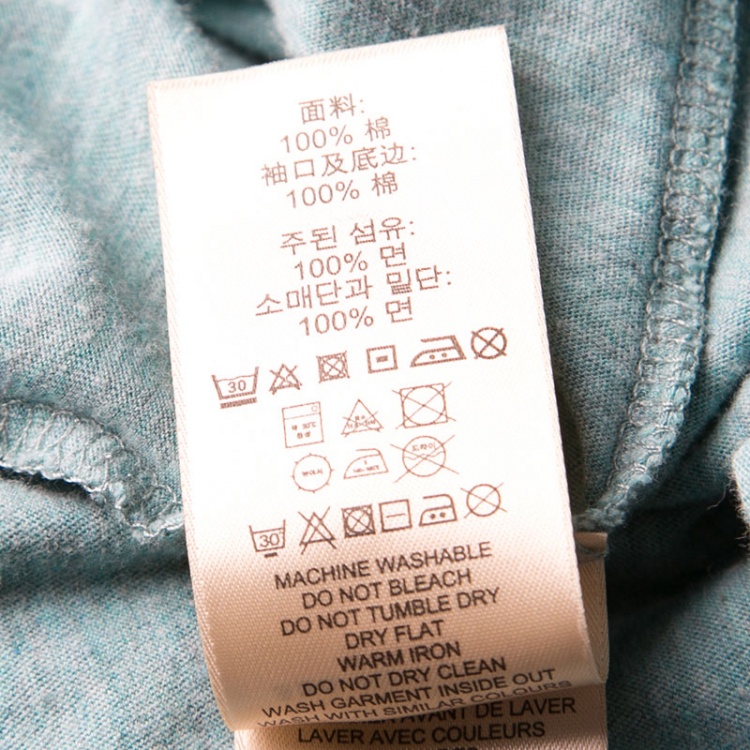 面料:
100% 棉
袖口及底边:
100% 棉
주된 섬유:
100% 면
소매단과 밑단:
100% 면
30
드라이
30
MACHINE WASHABLE
DO NOT BLEACH
DO NOT TUMBLE DRY
DRY FLAT
WARM IRON
DO NOT DRY CLEAN
WASH GARMENT INSIDE OUT
WASH WITH SIMILAR COLOURS
AVANT DE LAVER
LAVER AVEC COULEURS